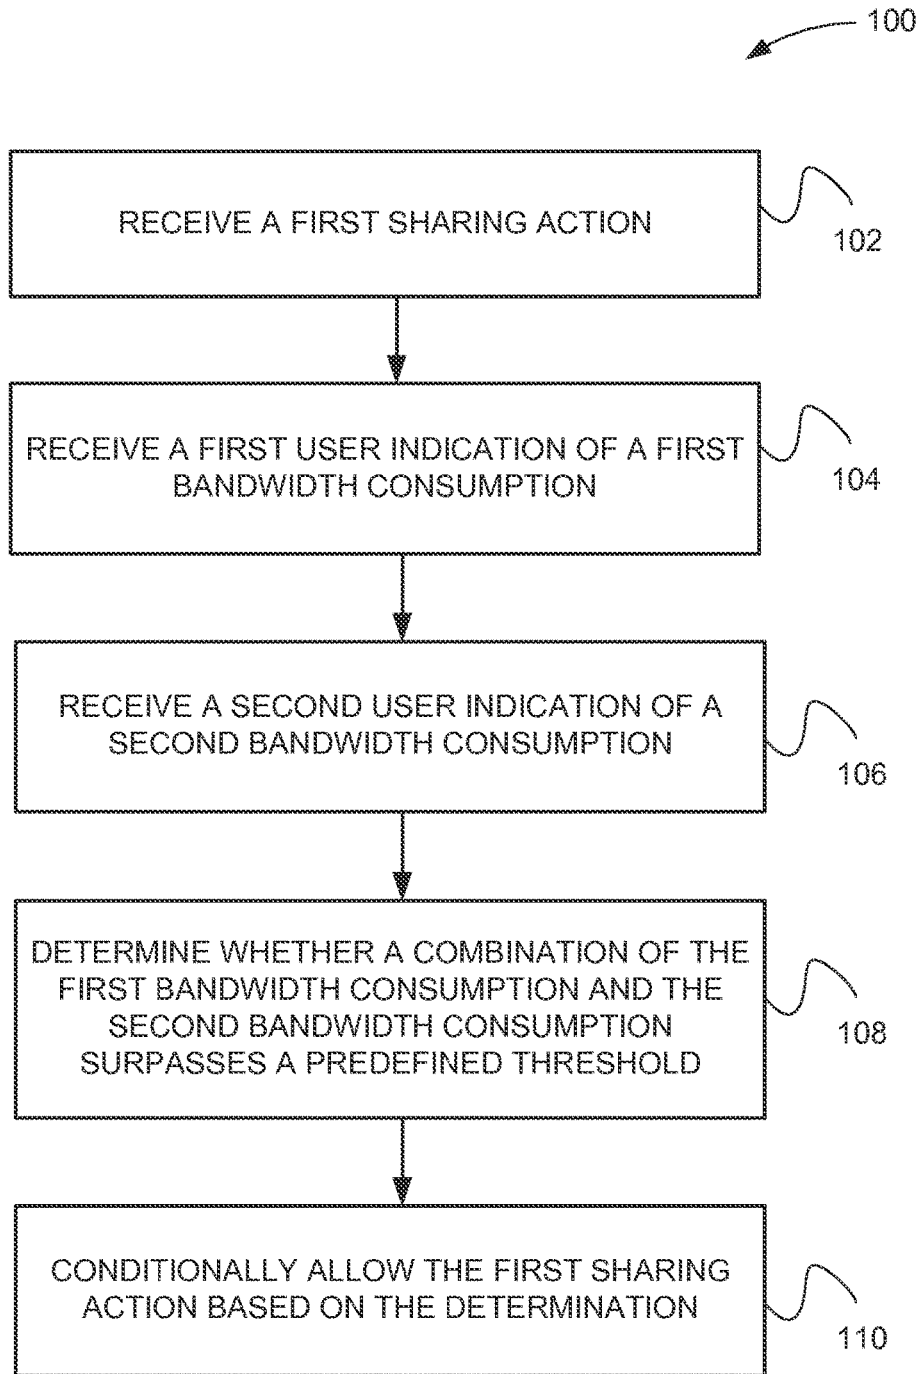 100
RECEIVE A FIRST SHARING ACTION
102
RECEIVE A FIRST USER INDICATION OF A FIRST
BANDWIDTH CONSUMPTION
104
RECEIVE A SECOND USER INDICATION OF A
SECOND BANDWIDTH CONSUMPTION
106
DETERMINE WHETHER A COMBINATION OF THE
FIRST BANDWIDTH CONSUMPTION AND THE
SECOND BANDWIDTH CONSUMPTION
SURPASSES A PREDEFINED THRESHOLD
108
CONDITIONALLY ALLOW THE FIRST SHARING
ACTION BASED ON THE DETERMINATION
110